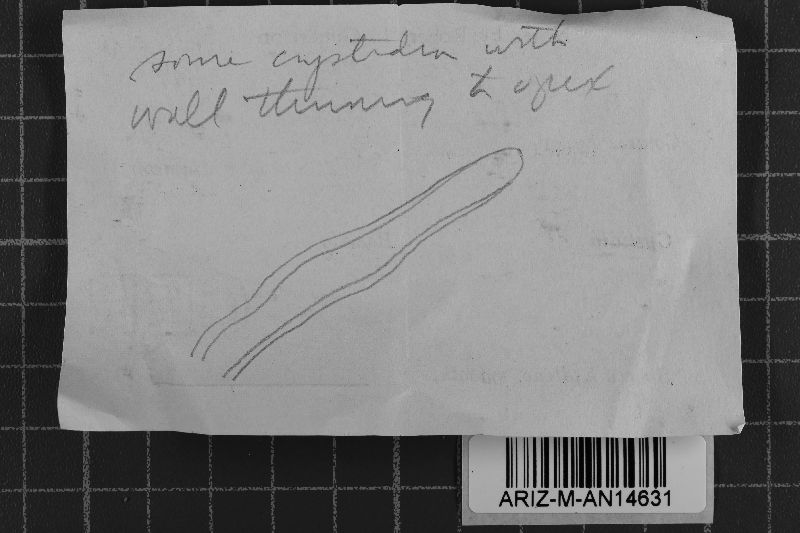 some cystidia with
wall thinning to apex
ARIZ-M-AN14631